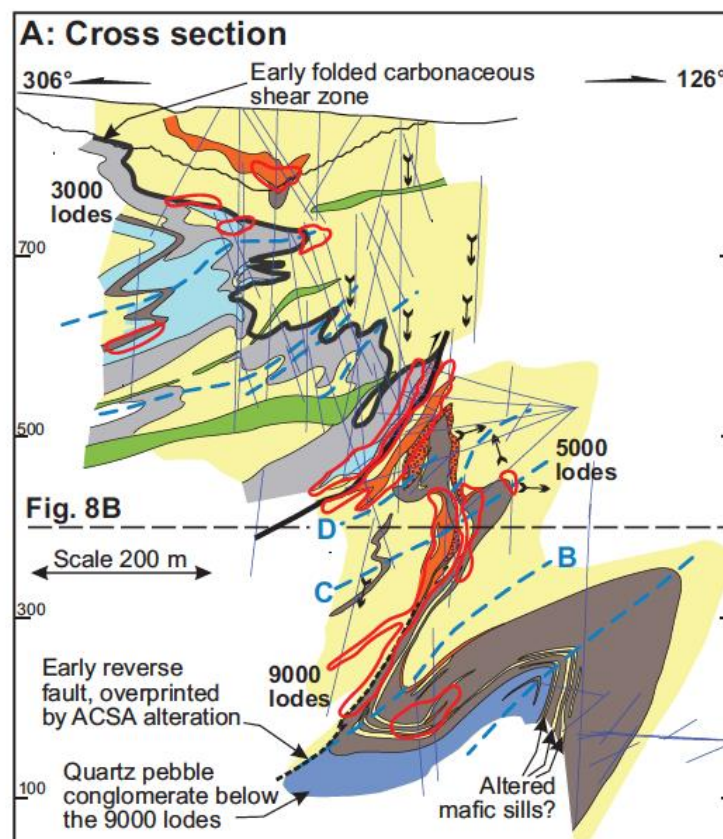 A: Cross section
306°
126°
Early folded carbonaceous
shear zone
3000
lodes
700
500
5000
lodes
Fig. 8B
D
Scale 200 m
C
B
300
9000
lodes
Early reverse
fault, overprinted
by ACSA alteration
Quartz pebble
conglomerate below
the 9000 lodes
100
Altered
mafic sills?